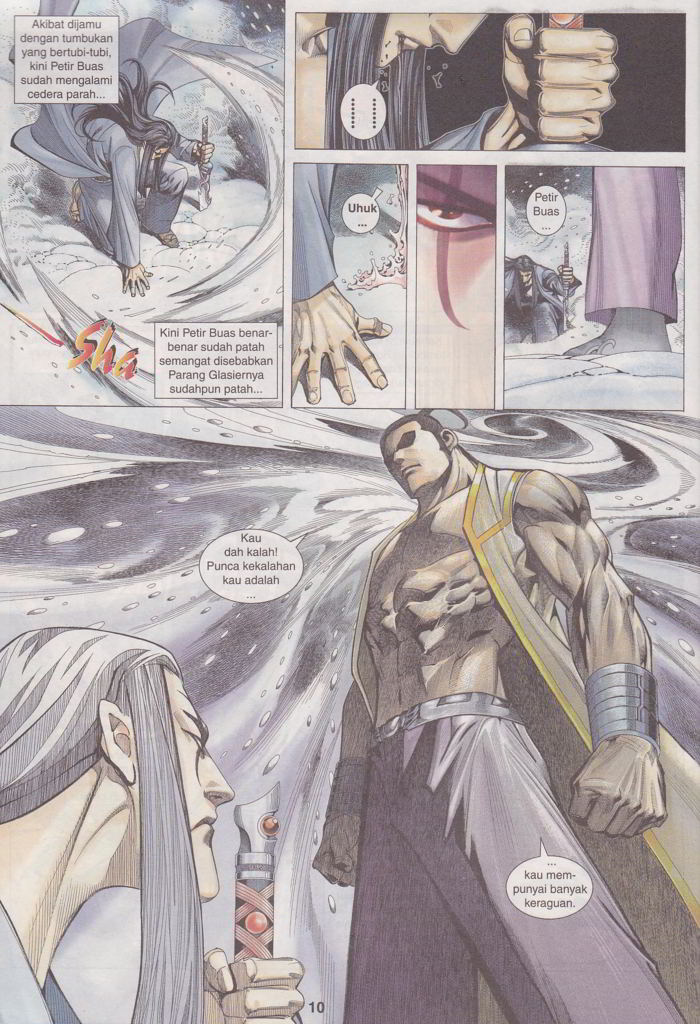 Akibat dijamu
dengan tumbukan
yang bertubi-tubi,
kini Petir Buas
sudah mengalami
cedera parah...
Sha
Kini Petir Buas benar-
benar sudah patah
semangat disebabkan
Parang Glasiernya
sudahpun patah...
Uhuk
...
Petir
Buas
...
Kau
dah kalah!
Punca kekalahan
kau adalah
...
...
kau mem-
punyai banyak
keraguan.
10